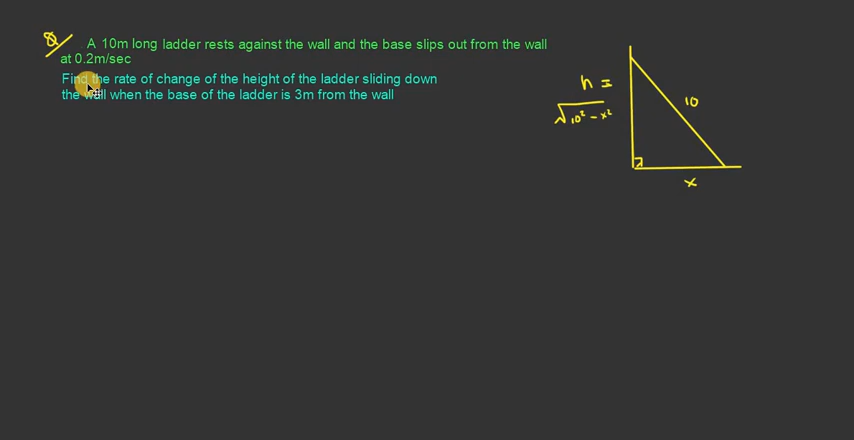 Q
A 10m long ladder rests against the wall and the base slips out from the wall
at 0.2m/sec
Find the rate of change of the height of the ladder sliding down
the wall when the base of the ladder is 3m from the wall
h =
√10² - x²
10
x